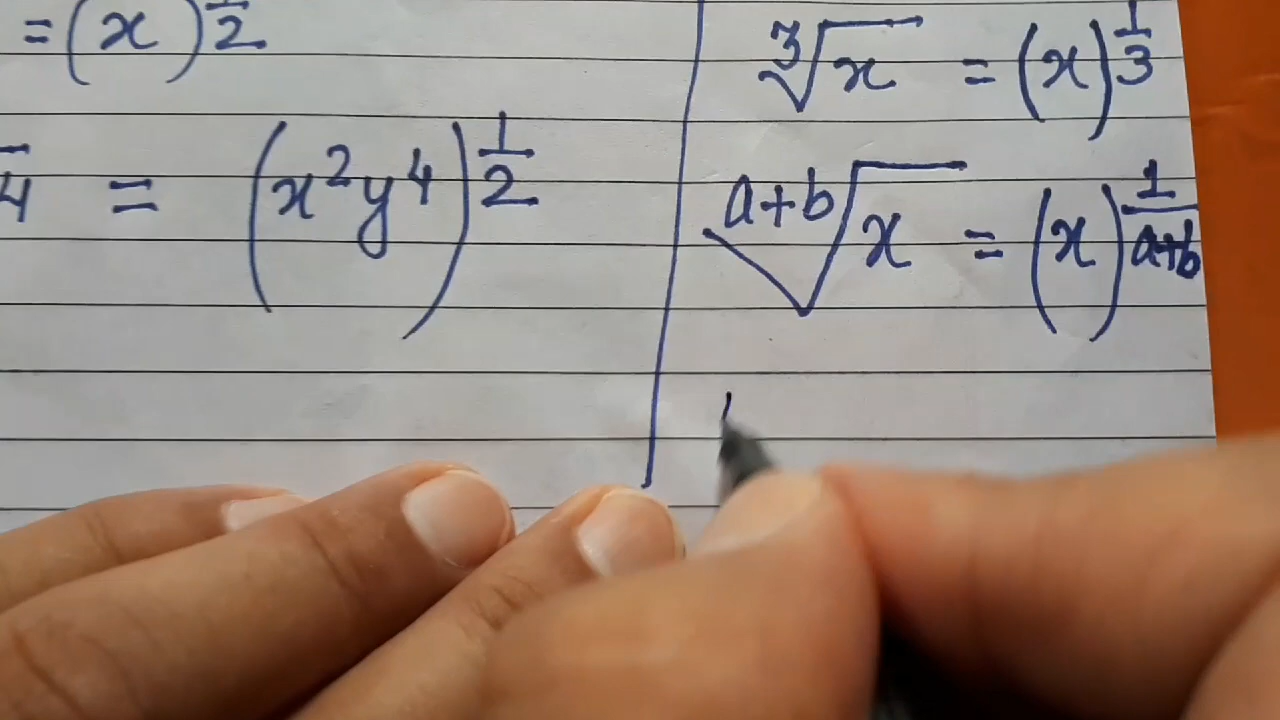 = (x)^{1/2}
4 = (x²y⁴)^{1/2}
∛x = (x)^{1/3}
^{a+b}√x = (x)^{1/(a+b)}